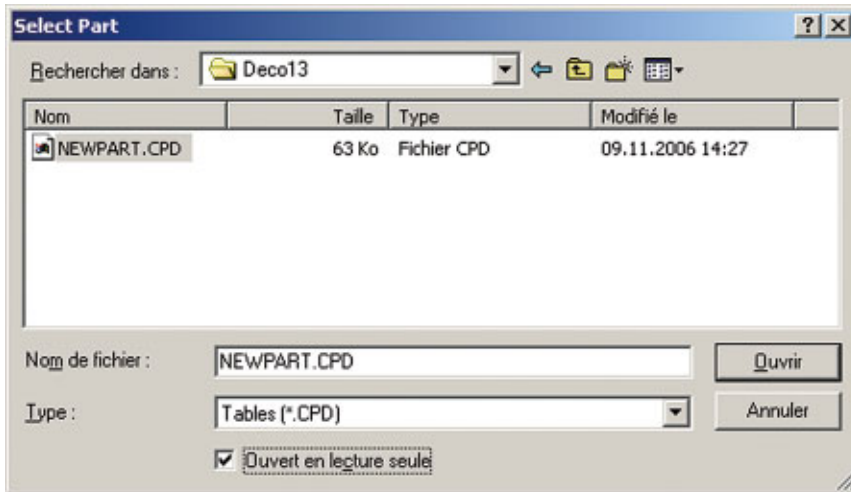 Select Part
Rechercher dans : Deco13
Nom Taille Type Modifié le
NEWPART.CPD 63 Ko Fichier CPD 09.11.2006 14:27
Nom de fichier : NEWPART.CPD Ouvrir
Type : Tables (*.CPD) Annuler
Ouvert en lecture seule